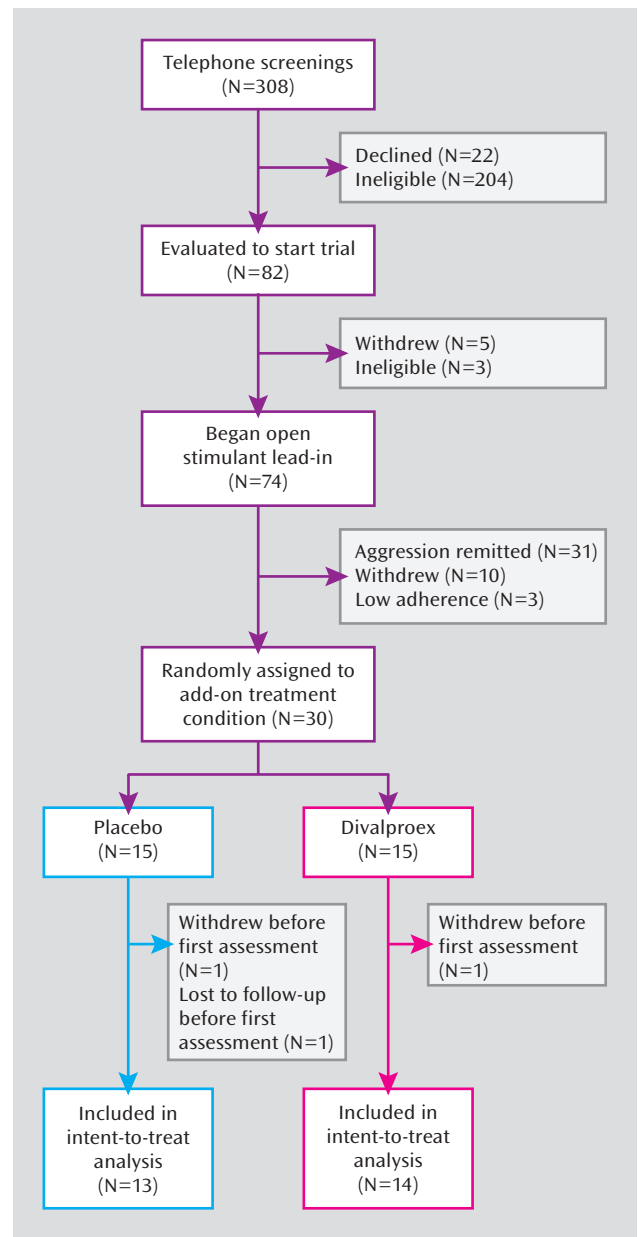 Telephone screenings
(N=308)
Declined (N=22)
Ineligible (N=204)
Evaluated to start trial
(N=82)
Withdrew (N=5)
Ineligible (N=3)
Began open
stimulant lead-in
(N=74)
Aggression remitted (N=31)
Withdrew (N=10)
Low adherence (N=3)
Randomly assigned to
add-on treatment
condition (N=30)
Placebo
(N=15)
Divalproex
(N=15)
Withdrew before
first assessment
(N=1)
Lost to follow-up
before first
assessment (N=1)
Withdrew before
first assessment
(N=1)
Included in
intent-to-treat
analysis
(N=13)
Included in
intent-to-treat
analysis
(N=14)